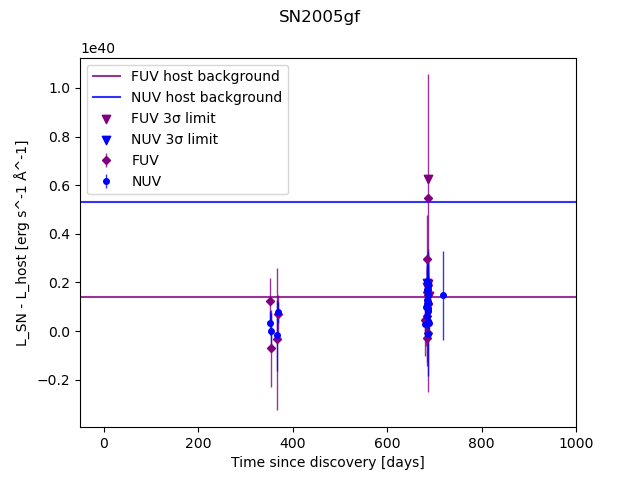 SN2005gf
1e40
FUV host background
NUV host background
FUV 3σ limit
NUV 3σ limit
FUV
NUV
1.0
0.8
0.6
0.4
0.2
0.0
−0.2
L_SN - L_host [erg s^-1 Å^-1]
0
200
400
600
800
1000
Time since discovery [days]